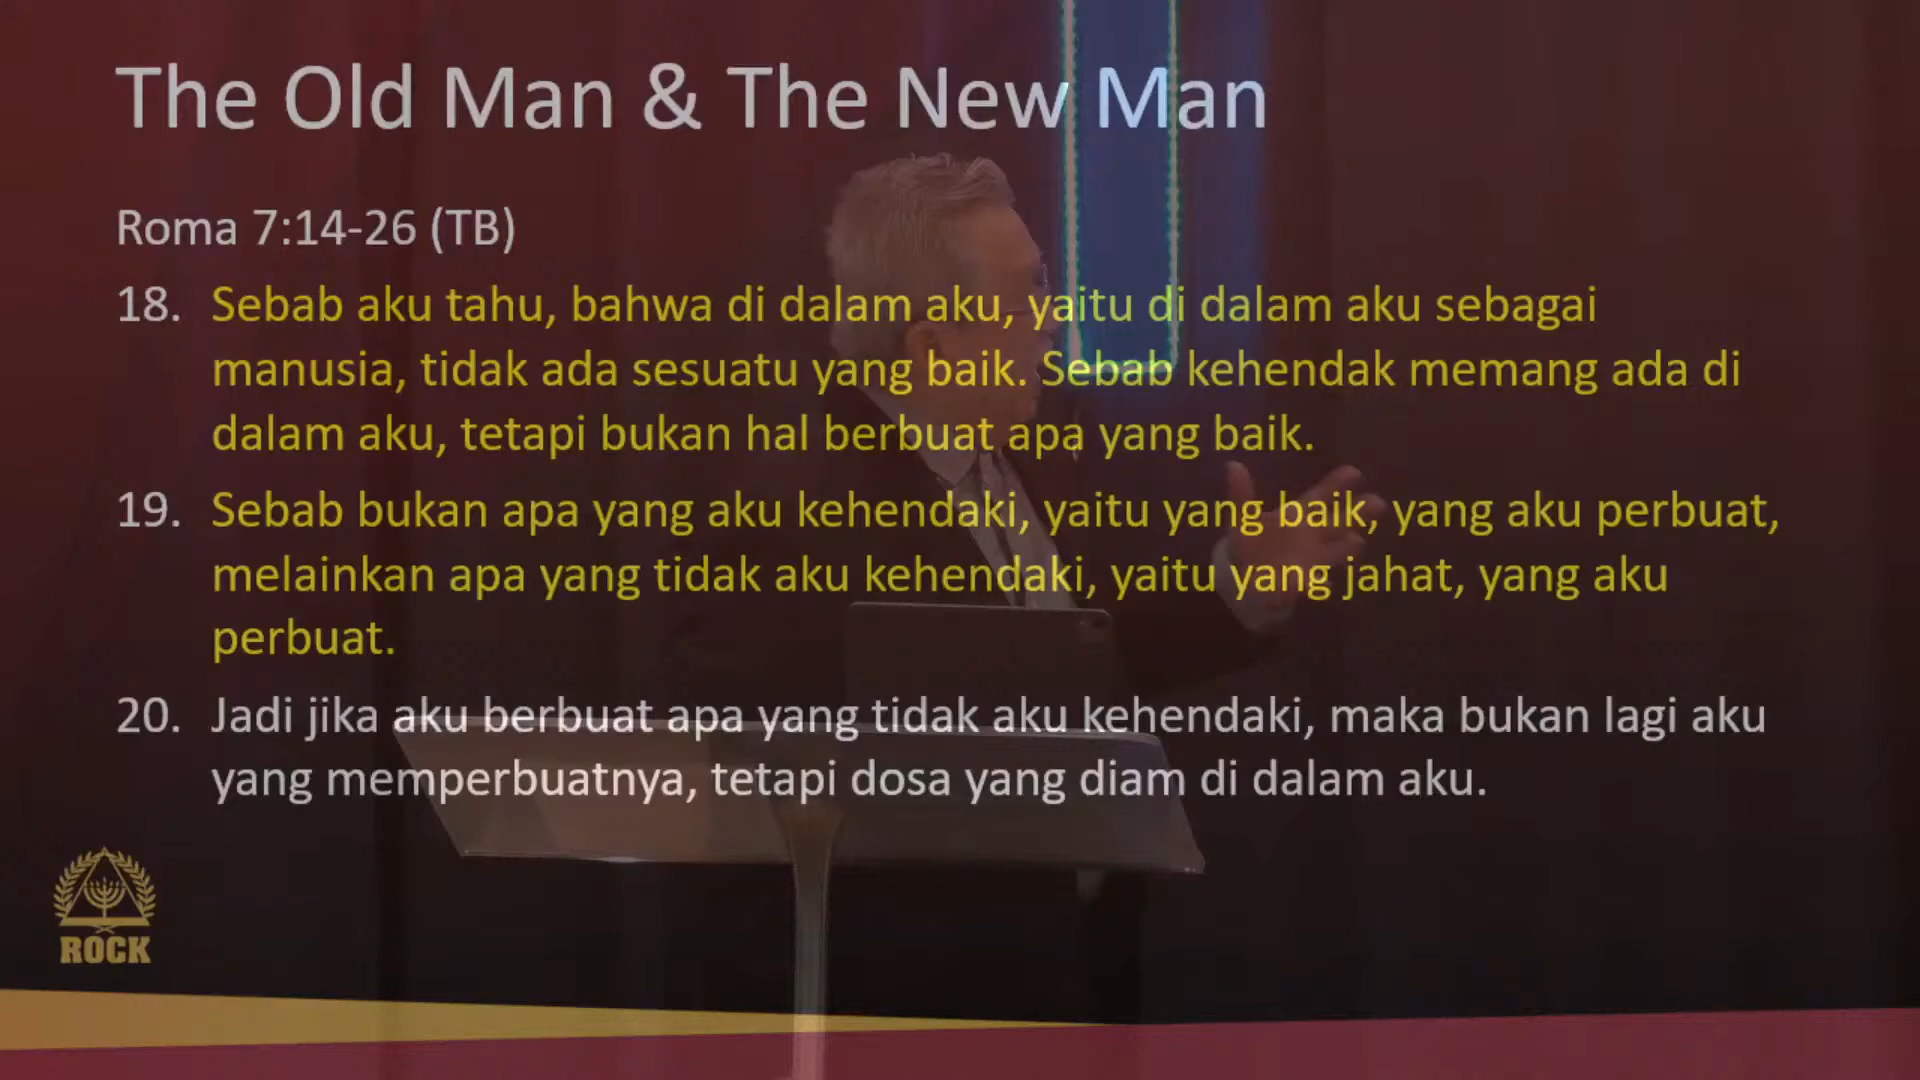 The Old Man & The New Man
Roma 7:14-26 (TB)
18. Sebab aku tahu, bahwa di dalam aku, yaitu di dalam aku sebagai
manusia, tidak ada sesuatu yang baik. Sebab kehendak memang ada di
dalam aku, tetapi bukan hal berbuat apa yang baik.
19. Sebab bukan apa yang aku kehendaki, yaitu yang baik, yang aku perbuat,
melainkan apa yang tidak aku kehendaki, yaitu yang jahat, yang aku
perbuat.
20. Jadi jika aku berbuat apa yang tidak aku kehendaki, maka bukan lagi aku
yang memperbuatnya, tetapi dosa yang diam di dalam aku.
ROCK